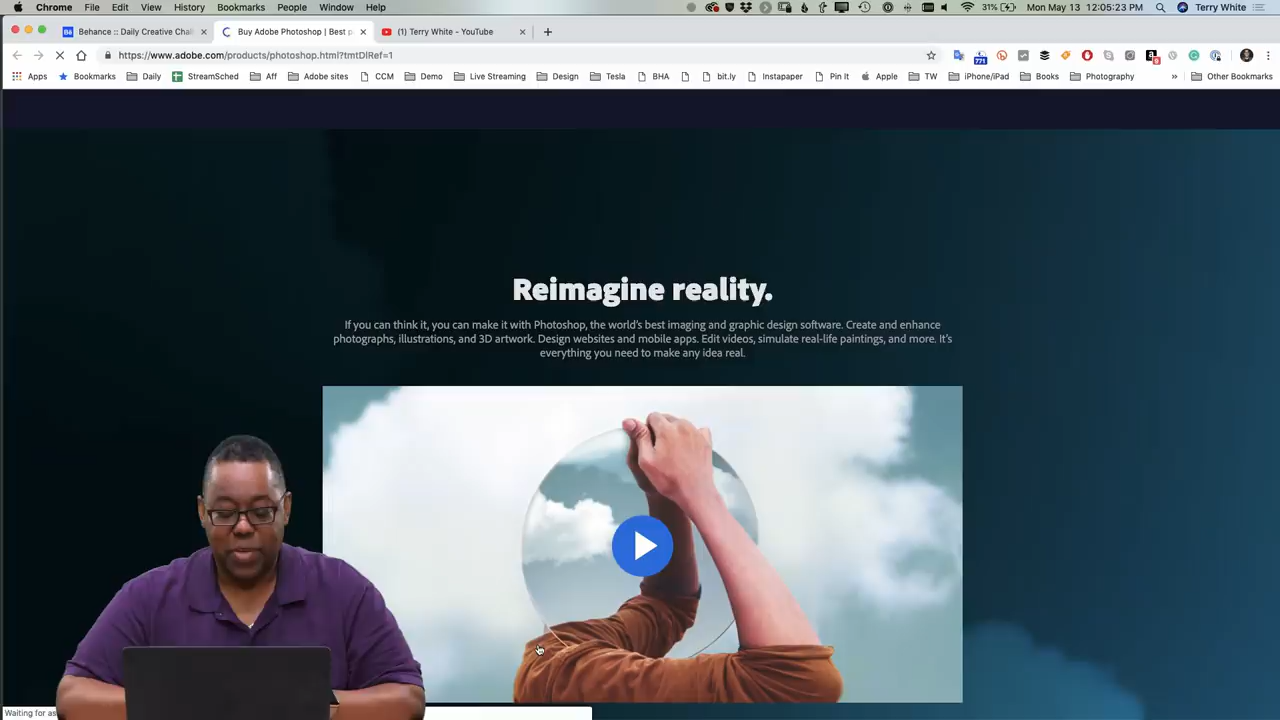 Chrome File Edit View History Bookmarks People Window Help 31% Mon May 13 12:05:23 PM Terry White
Behance :: Daily Creative Chal Buy Adobe Photoshop | Best p (1) Terry White - YouTube
https://www.adobe.com/products/photoshop.html?tmtDlRef=1
771
Apps Bookmarks Daily StreamSched Aff Adobe sites CCM Demo Live Streaming Design Tesla BHA bit.ly Instapaper Pin It Apple TW iPhone/iPad Books Photography » Other Bookmarks
Reimagine reality.
If you can think it, you can make it with Photoshop, the world's best imaging and graphic design software. Create and enhance
photographs, illustrations, and 3D artwork. Design websites and mobile apps. Edit videos, simulate real-life paintings, and more. It's
everything you need to make any idea real.
Waiting for as